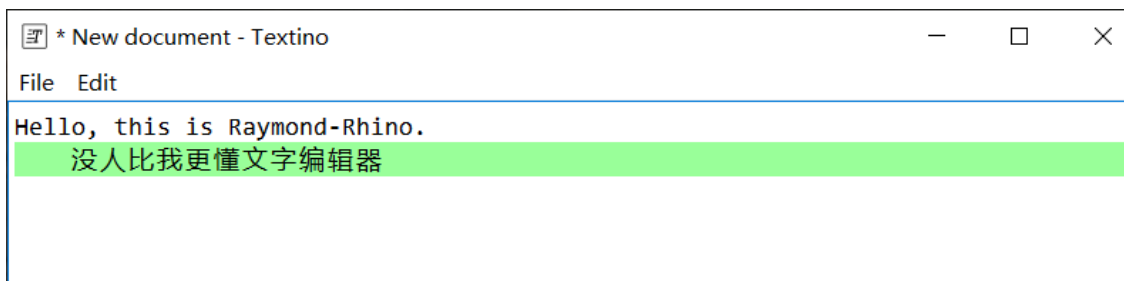 * New document - Textino
File Edit
Hello, this is Raymond-Rhino.
没人比我更懂文字编辑器